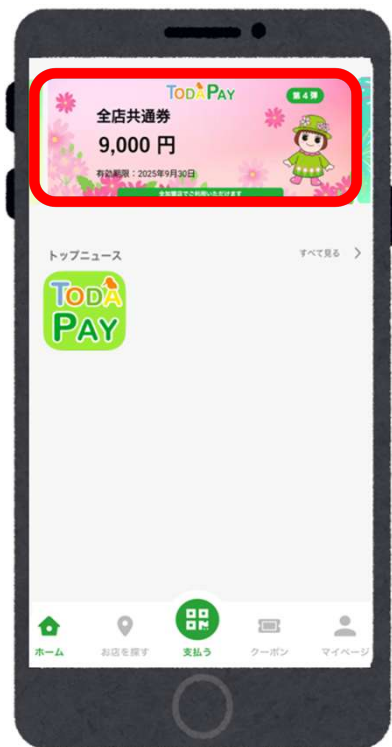 TODAPAY
第4弾
全店共通券
9,000 円
有効期限：2025年9月30日
全加盟店でご利用いただけます
トップニュース
すべて見る
TODA
PAY
ホーム
お店を探す
支払う
クーポン
マイページ